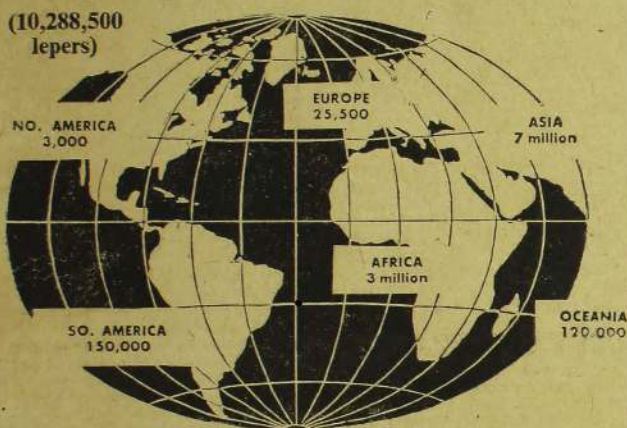 (10,288,500
lepers)
EUROPE
25,500
NO. AMERICA
3,000
ASIA
7 million
AFRICA
3 million
SO. AMERICA
150,000
OCEANIA
120,000